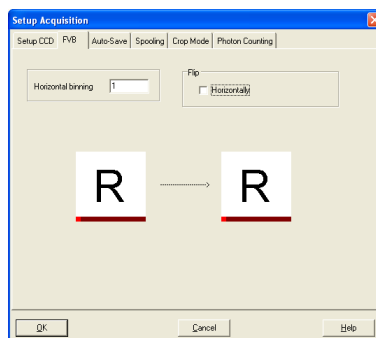 Setup Acquisition
Setup CCD FVB Auto-Save Spooling Crop Mode Photon Counting
Flip
Horizontal binning 1
Horizontally
R R
OK Cancel Help